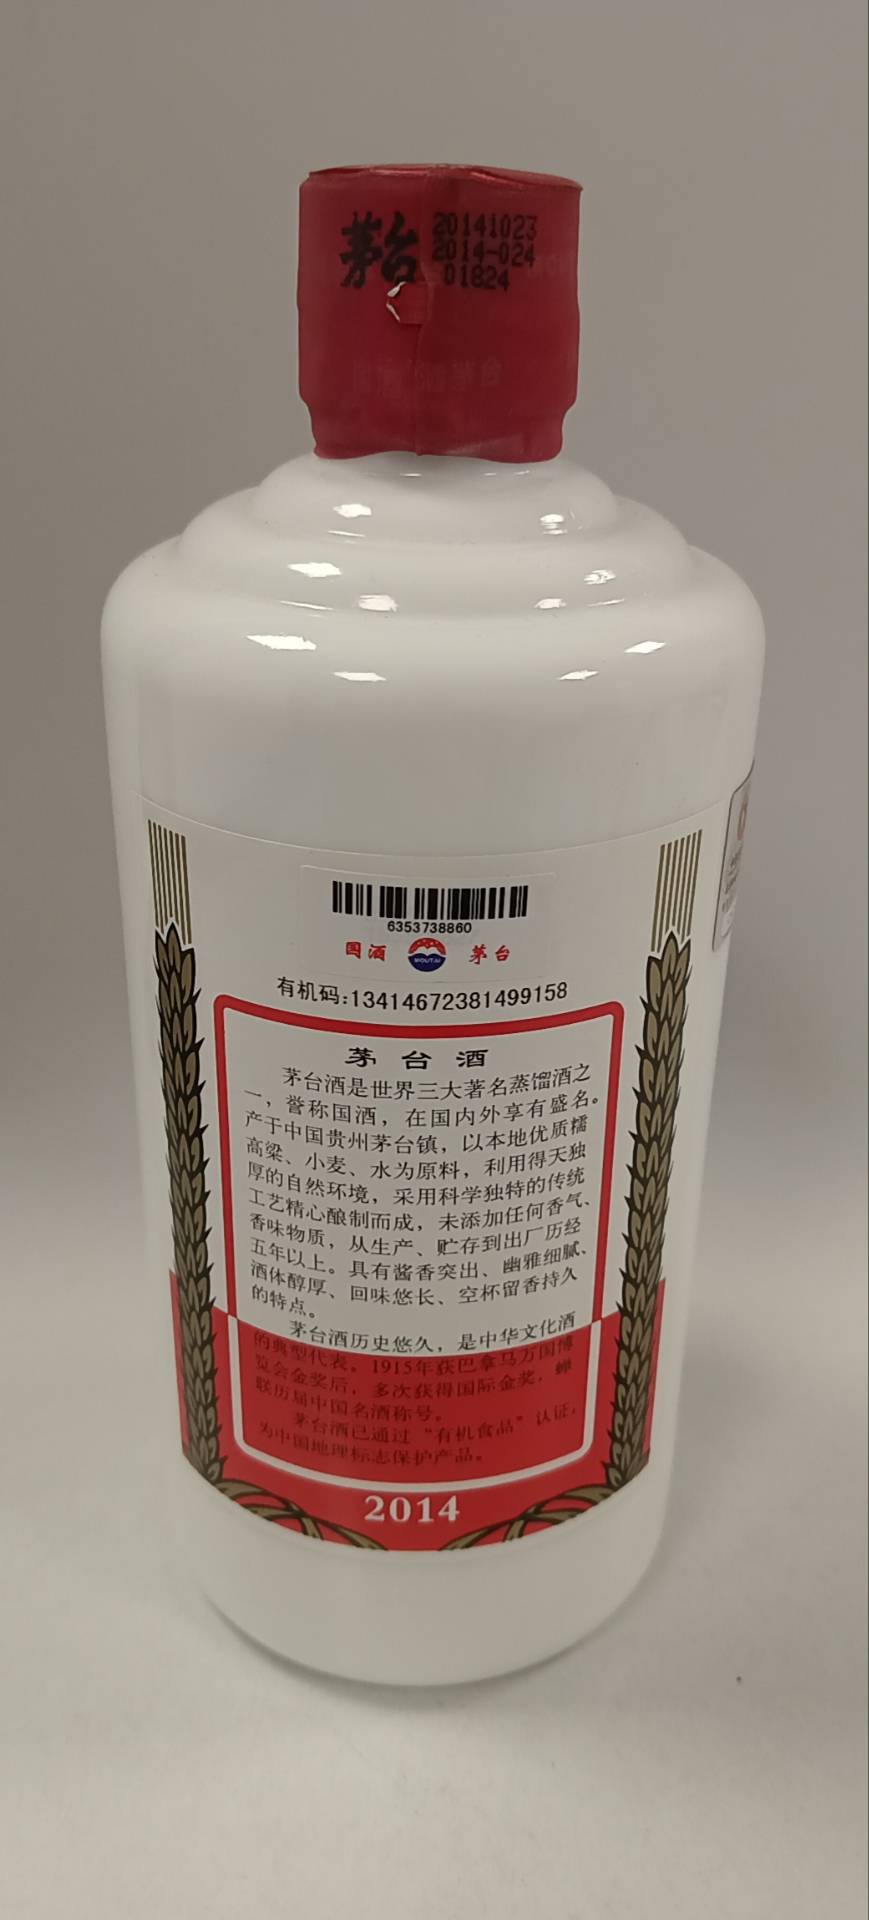 茅台
20141023
2014-024
01824
6353738860
国酒 MOUTAI 茅台
有机码:13414672381499158
茅台酒
茅台酒是世界三大著名蒸馏酒之
一，誉称国酒，在国内外享有盛名。
产于中国贵州茅台镇，以本地优质糯
高粱、小麦、水为原料，利用得天独
厚的自然环境，采用科学独特的传统
工艺精心酿制而成，未添加任何香气、
香味物质，从生产、贮存到出厂历经
五年以上。具有酱香突出、幽雅细腻、
酒体醇厚、回味悠长、空杯留香持久
的特点。
茅台酒历史悠久，是中华文化酒
的典型代表。1915年获巴拿马万国博
览会金奖后，多次获得国际金奖，蝉
联历届中国名酒称号。
茅台酒已通过“有机食品”认证，
为中国地理标志保护产品。
2014